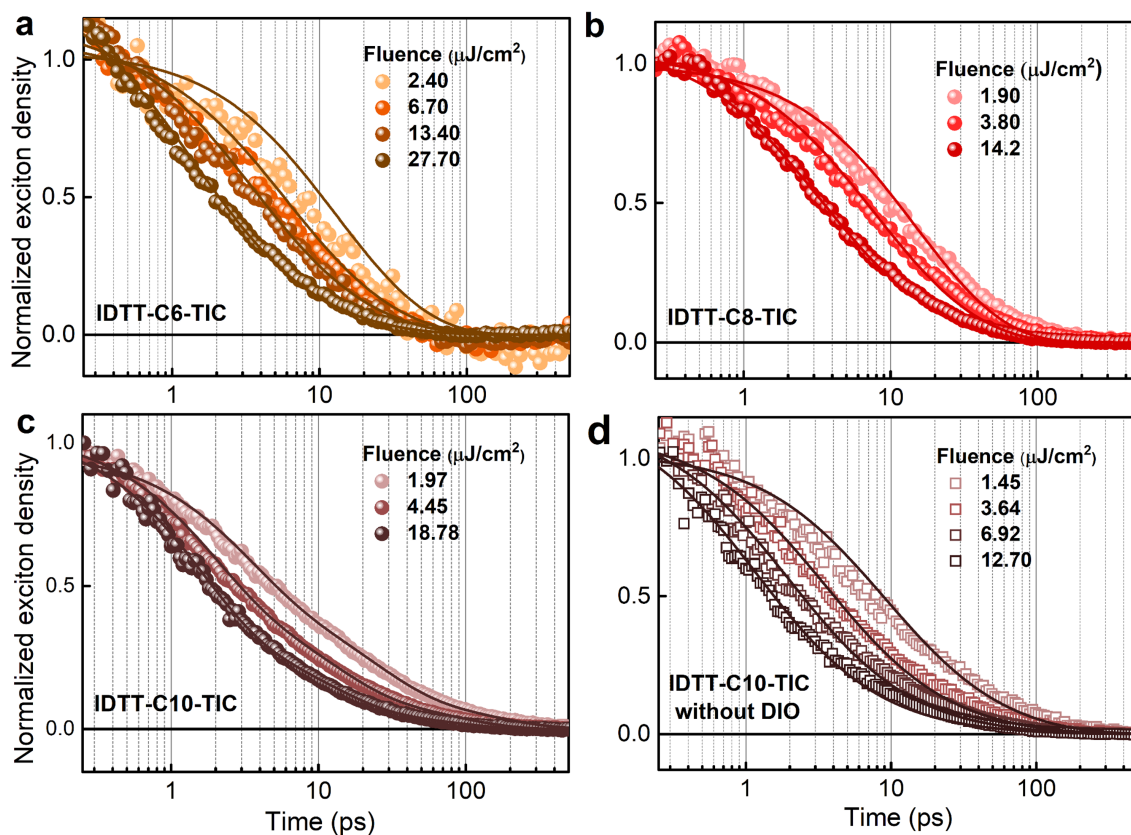 a
Fluence (μJ/cm²)
2.40
6.70
13.40
27.70
IDTT-C6-TIC
Normalized exciton density
1.0
0.5
0.0
1
10
100
b
Fluence (μJ/cm²)
1.90
3.80
14.2
IDTT-C8-TIC
1.0
0.5
0.0
1
10
100
c
Fluence (μJ/cm²)
1.97
4.45
18.78
IDTT-C10-TIC
Normalized exciton density
1.0
0.5
0.0
1
10
100
Time (ps)
d
Fluence (μJ/cm²)
1.45
3.64
6.92
12.70
IDTT-C10-TIC
without DIO
1.0
0.5
0.0
1
10
100
Time (ps)